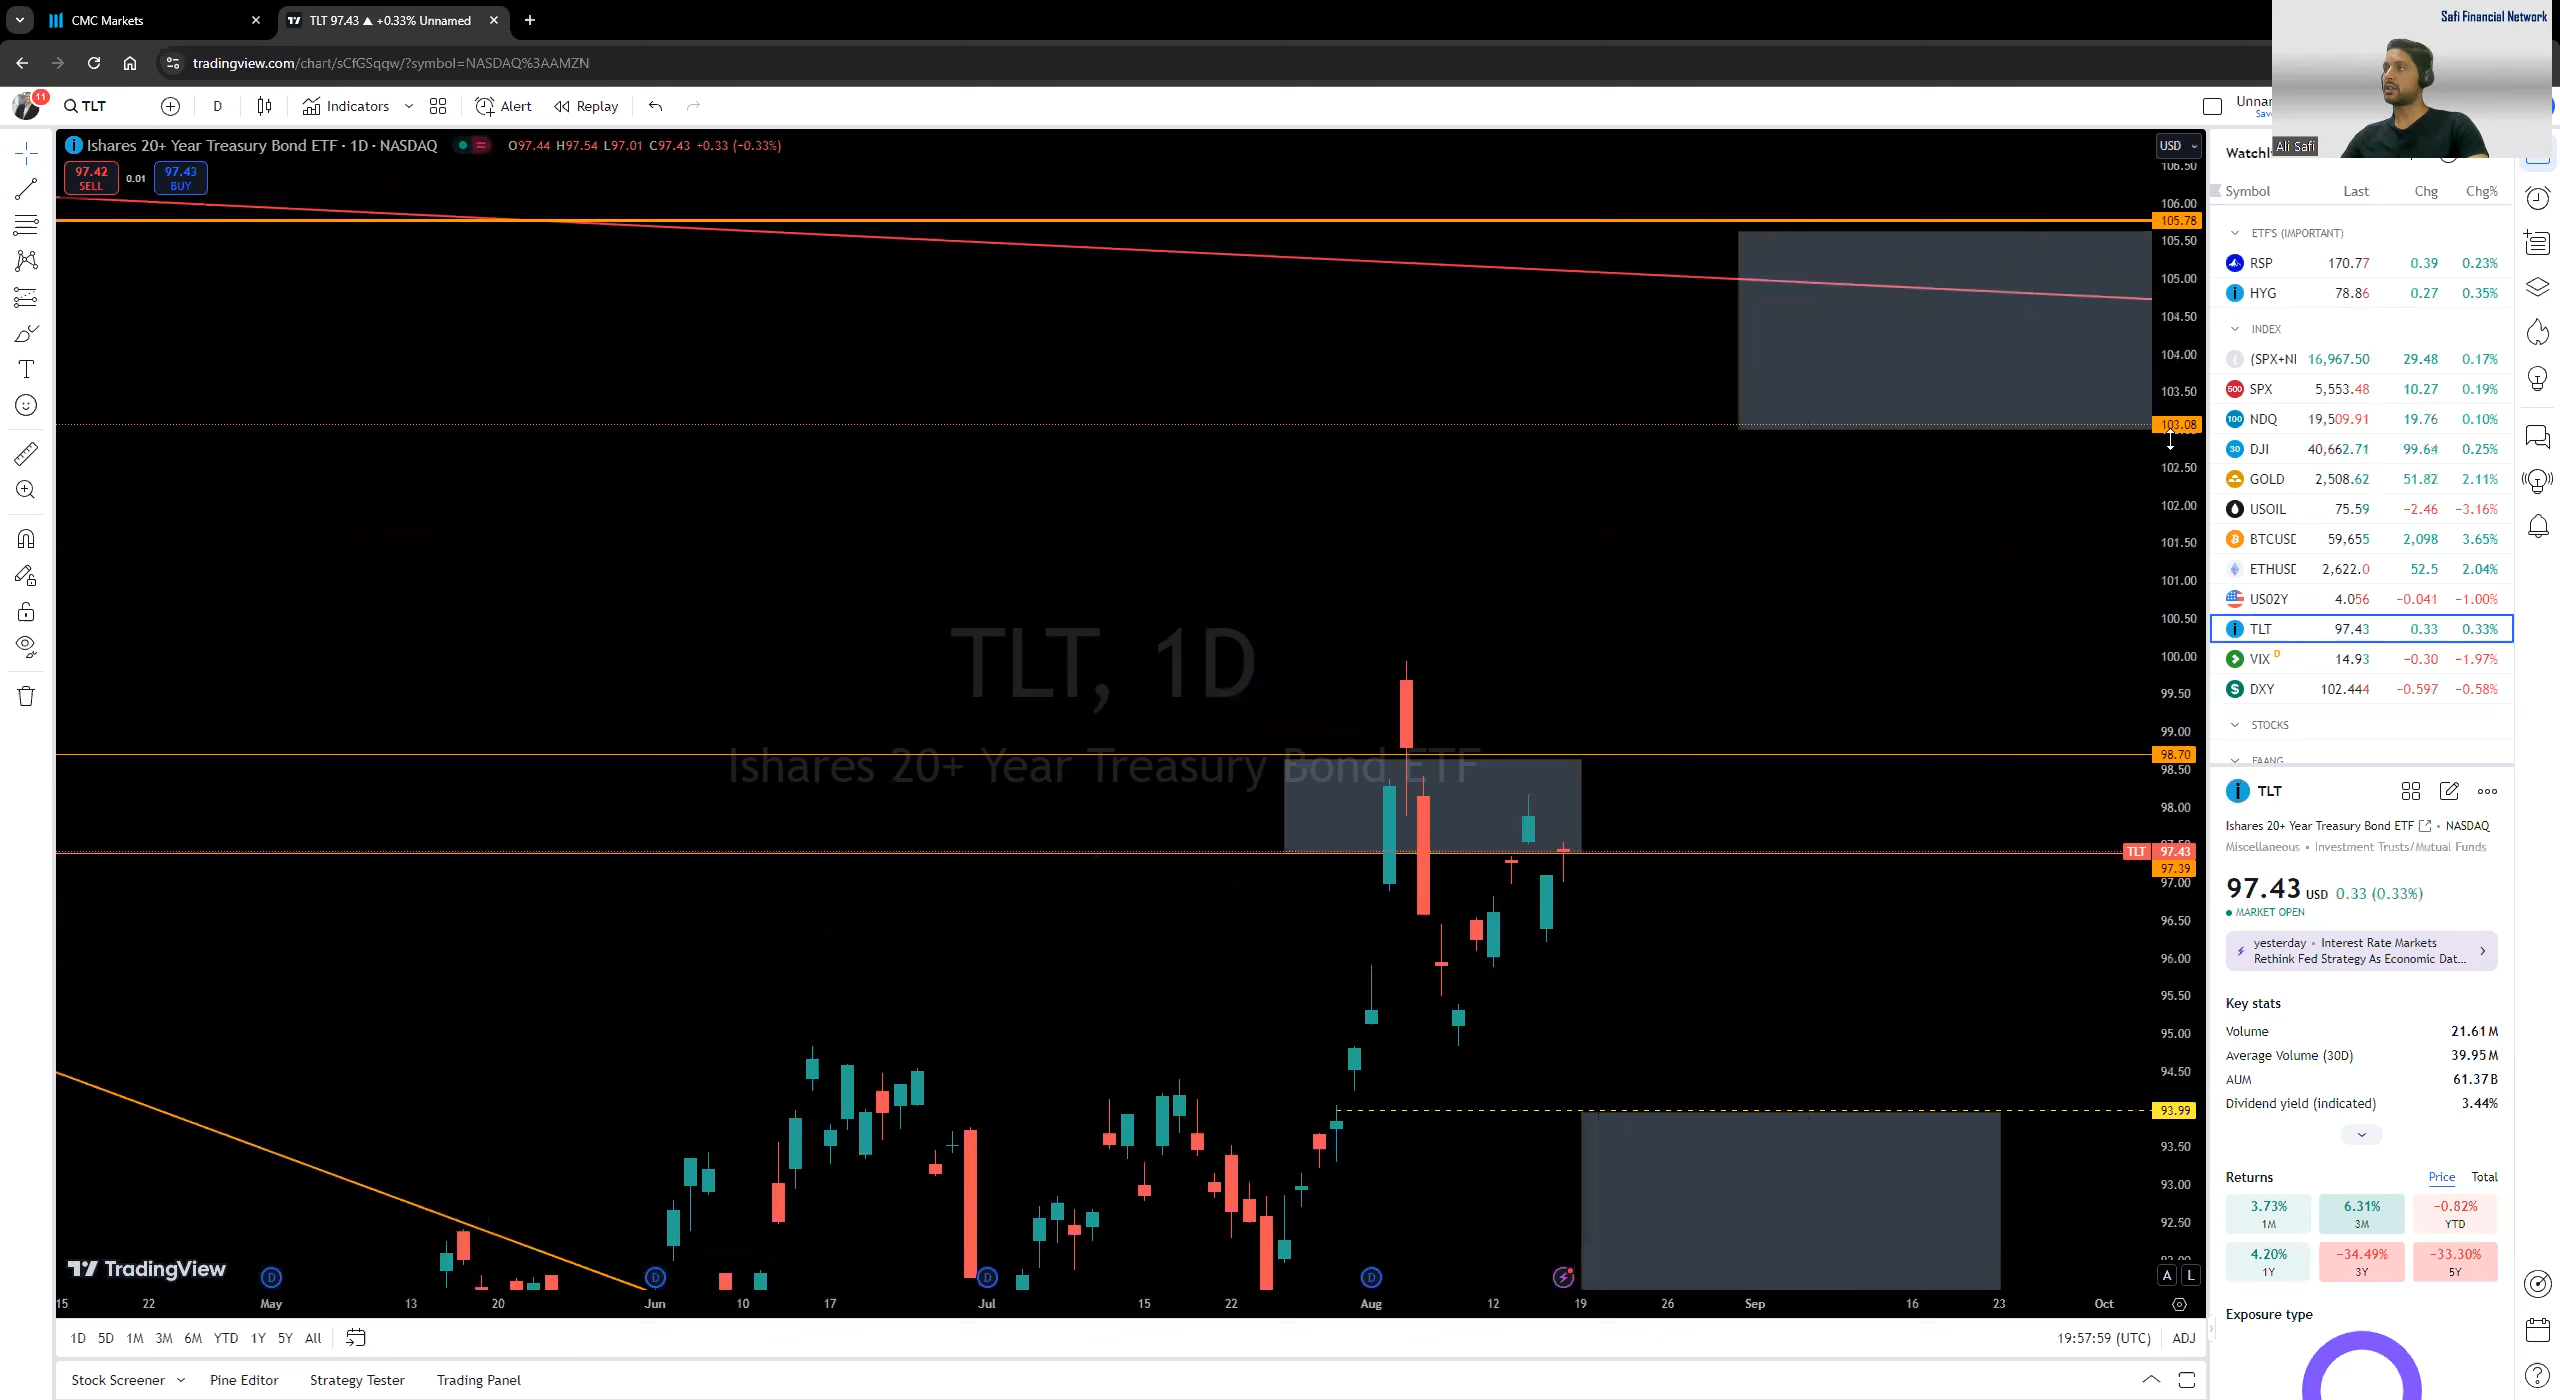 CMC Markets
TLT 97.43 ▲ +0.33% Unnamed
Safi Financial Network
tradingview.com/chart/sCfGSqqw/?symbol=NASDAQ%3AAMZN
11
TLT
D
Indicators
Alert
Replay
Ali Safi
Ishares 20+ Year Treasury Bond ETF · 1D · NASDAQ
O97.44 H97.54 L97.01 C97.43 +0.33 (+0.33%)
97.42
SELL
0.01
97.43
BUY
USD
106.50
106.00
105.78
105.50
105.00
104.50
104.00
103.50
103.08
102.50
102.00
101.50
101.00
100.50
100.00
99.50
99.00
98.70
98.50
98.00
TLT 97.43
97.39
97.00
96.50
96.00
95.50
95.00
94.50
93.99
93.50
93.00
92.50
A L
TLT, 1D
Ishares 20+ Year Treasury Bond ETF
TradingView
D
D
D
D
15 22 May 13 20 Jun 10 17 Jul 15 22 Aug 12 19 26 Sep 16 23 Oct
1D 5D 1M 3M 6M YTD 1Y 5Y All
19:57:59 (UTC) ADJ
Stock Screener Pine Editor Strategy Tester Trading Panel
Symbol Last Chg Chg%
ETF'S (IMPORTANT)
RSP 170.77 0.39 0.23%
HYG 78.86 0.27 0.35%
INDEX
(SPX+NI 16,967.50 29.48 0.17%
500 SPX 5,553.48 10.27 0.19%
100 NDQ 19,509.91 19.76 0.10%
30 DJI 40,662.71 99.64 0.25%
GOLD 2,508.62 51.82 2.11%
USOIL 75.59 −2.46 −3.16%
BTCUSD 59,655 2,098 3.65%
ETHUSD 2,622.0 52.5 2.04%
US02Y 4.056 −0.041 −1.00%
TLT 97.43 0.33 0.33%
VIX D 14.93 −0.30 −1.97%
DXY 102.444 −0.597 −0.58%
STOCKS
FAANG
TLT
Ishares 20+ Year Treasury Bond ETF • NASDAQ
Miscellaneous • Investment Trusts/Mutual Funds
97.43 USD 0.33 (0.33%)
MARKET OPEN
yesterday • Interest Rate Markets
Rethink Fed Strategy As Economic Dat...
Key stats
Volume 21.61M
Average Volume (30D) 39.95M
AUM 61.37B
Dividend yield (indicated) 3.44%
Returns Price Total
3.73% 6.31% −0.82%
1M 3M YTD
4.20% −34.49% −33.30%
1Y 3Y 5Y
Exposure type